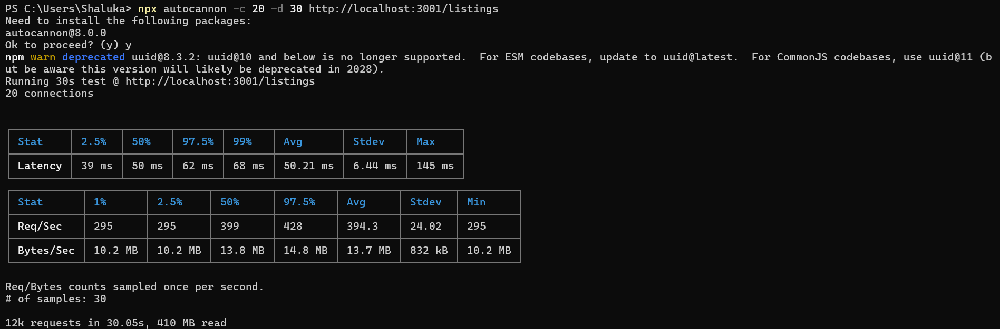 PS C:\Users\Shaluka> npx autocannon -c 20 -d 30 http://localhost:3001/listings
Need to install the following packages:
autocannon@8.0.0
Ok to proceed? (y) y
npm warn deprecated uuid@8.3.2: uuid@10 and below is no longer supported.  For ESM codebases, update to uuid@latest.  For CommonJS codebases, use uuid@11 (b
ut be aware this version will likely be deprecated in 2028).
Running 30s test @ http://localhost:3001/listings
20 connections
Stat 2.5% 50% 97.5% 99% Avg Stdev Max
Latency 39 ms 50 ms 62 ms 68 ms 50.21 ms 6.44 ms 145 ms
Stat 1% 2.5% 50% 97.5% Avg Stdev Min
Req/Sec 295 295 399 428 394.3 24.02 295
Bytes/Sec 10.2 MB 10.2 MB 13.8 MB 14.8 MB 13.7 MB 832 kB 10.2 MB
Req/Bytes counts sampled once per second.
# of samples: 30
12k requests in 30.05s, 410 MB read